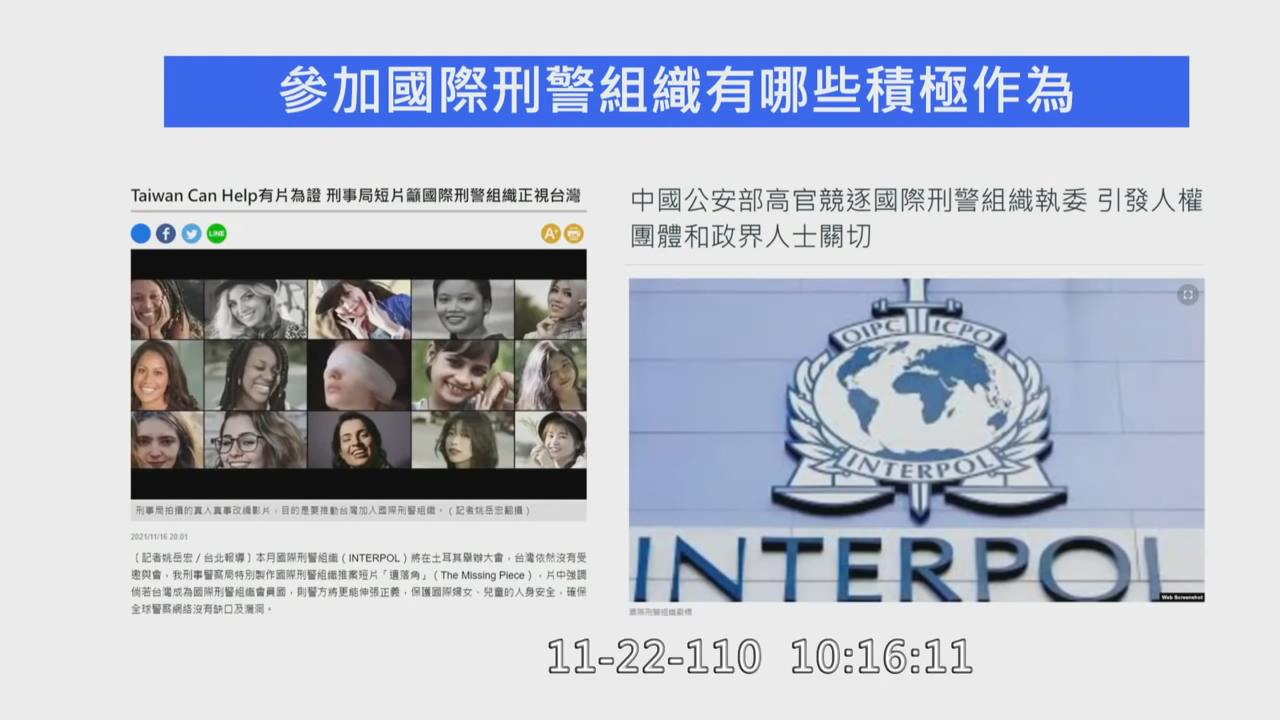 參加國際刑警組織有哪些積極作為
Taiwan Can Help有片為證 刑事局短片籲國際刑警組織正視台灣
LINE
A+
刑事局拍攝的真人真事改編影片，目的是要推動台灣加入國際刑警組織。（記者姚岳宏翻攝）
2021/11/16 20:01
〔記者姚岳宏／台北報導〕本月國際刑警組織（INTERPOL）將在土耳其舉辦大會，台灣依然沒有受
邀與會，我刑事警察局特別製作國際刑警組織推案短片「遺落角」（The Missing Piece），片中強調
倘若台灣成為國際刑警組織會員國，則警方將更能伸張正義，保護國際婦女、兒童的人身安全，確保
全球警察網絡沒有缺口及漏洞。
中國公安部高官競逐國際刑警組織執委 引發人權
團體和政界人士關切
OIPC ICPO
INTERPOL
INTERPOL
Web Screenshot
國際刑警組織徽標
11-22-110 10:16:11